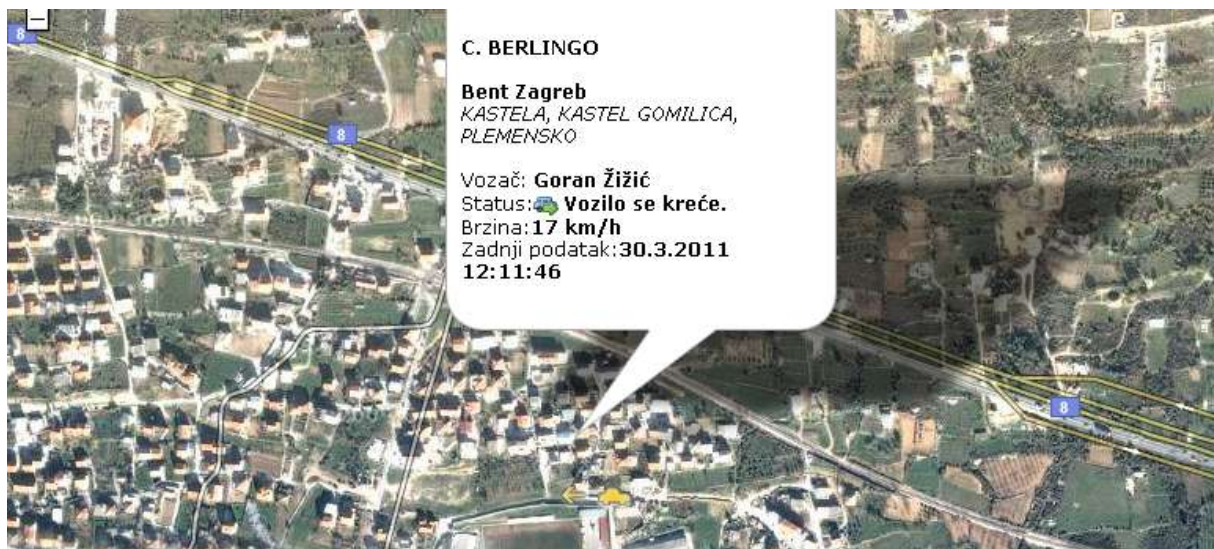 8
C. BERLINGO
Bent Zagreb
KASTELA, KASTEL GOMILICA,
PLEMENSKO
8
Vozač: Goran Žižić
Status: Vozilo se kreće.
Brzina:17 km/h
Zadnji podatak:30.3.2011
12:11:46
8